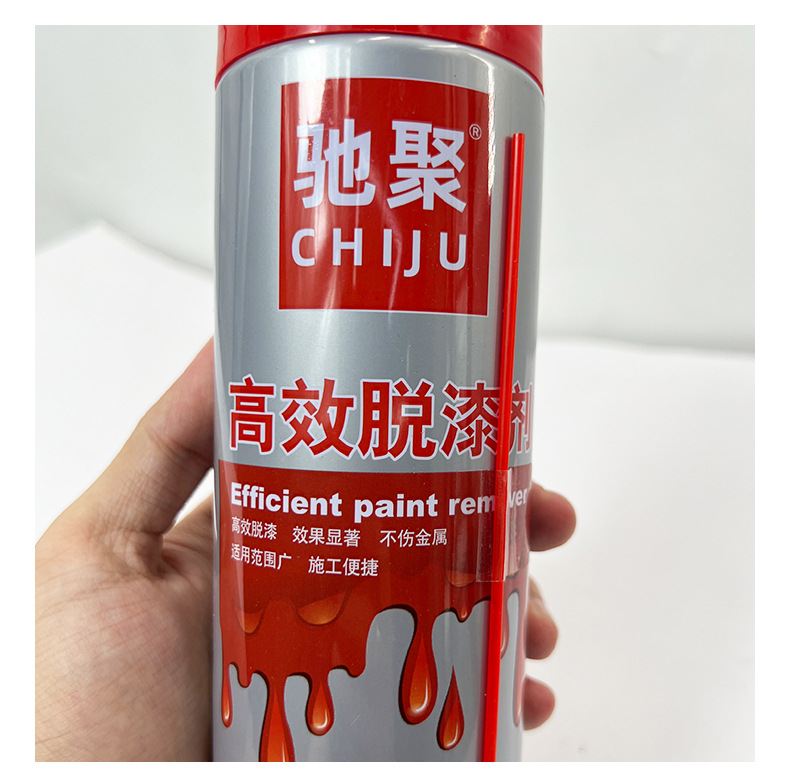 驰聚®
CHIJU
高效脱漆剂
Efficient paint remover
高效脱漆 效果显著 不伤金属
适用范围广 施工便捷